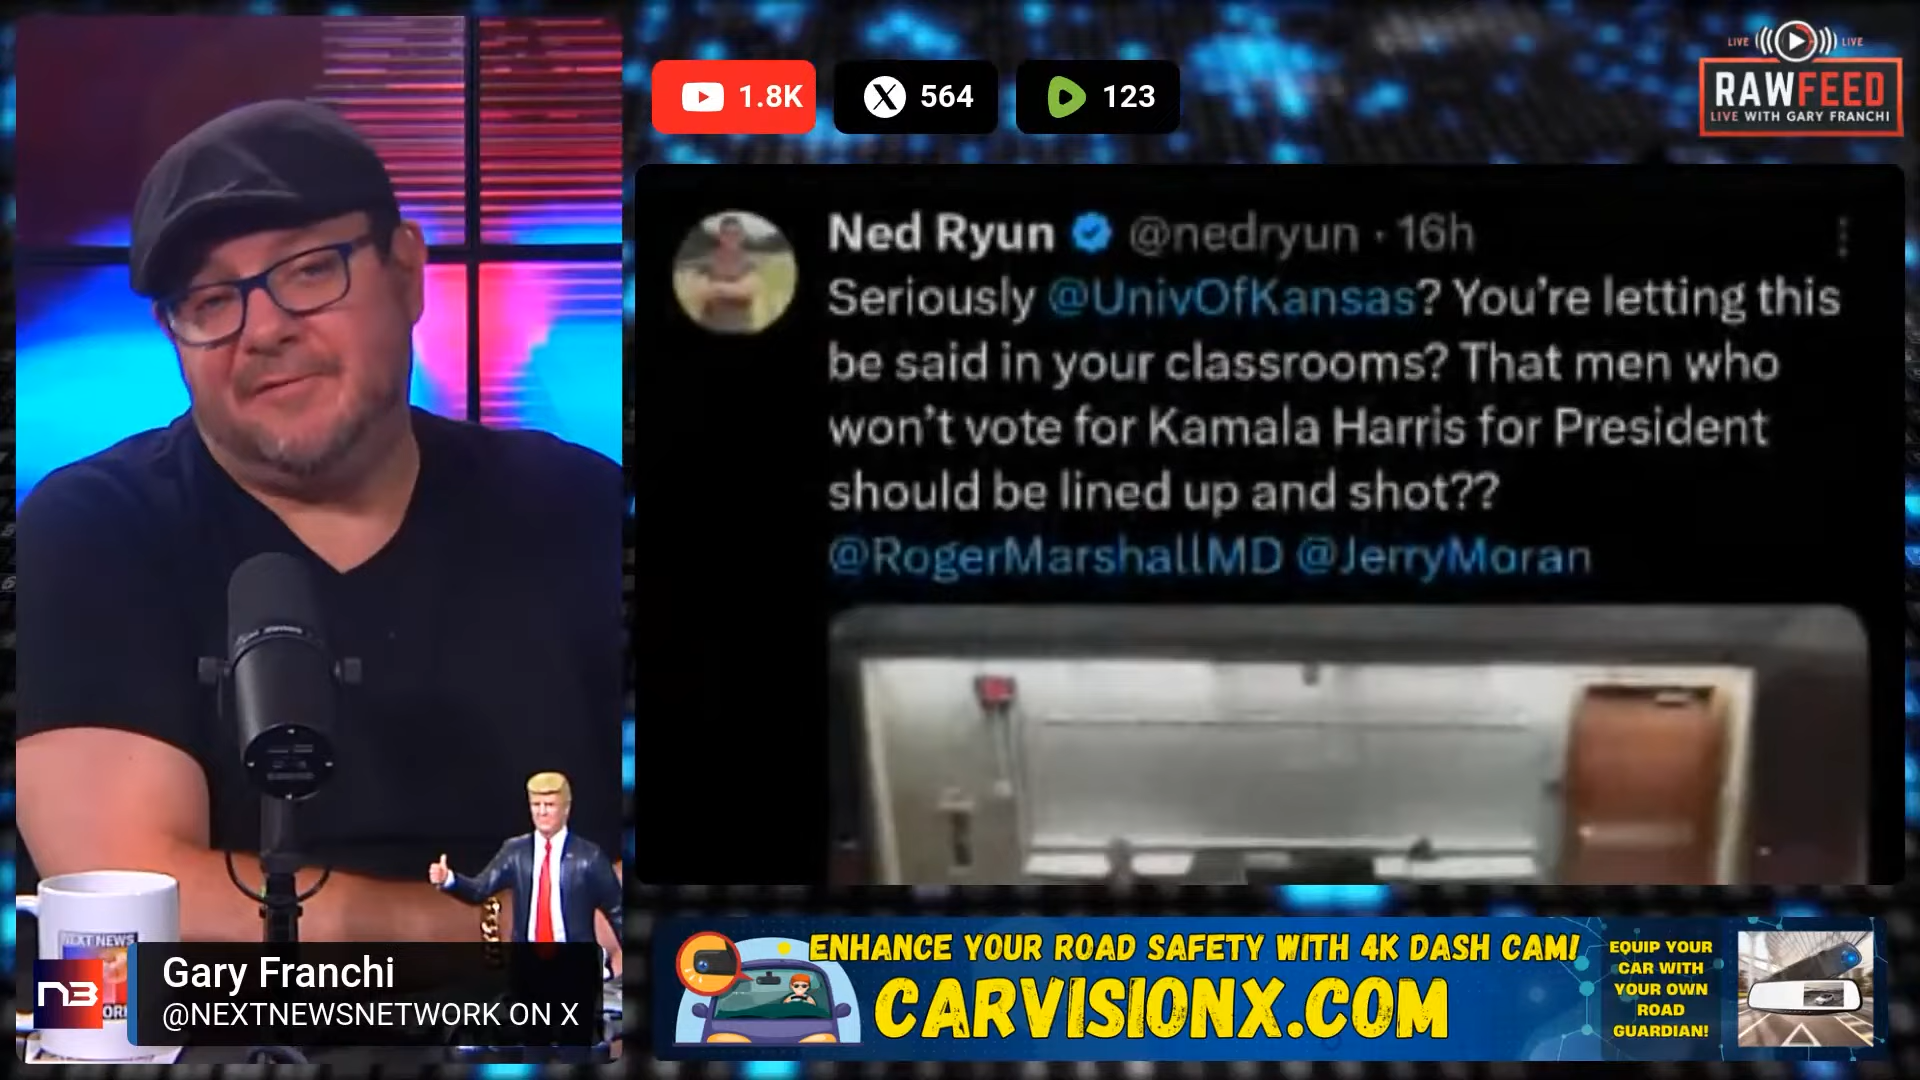 1.8K
564
123
LIVE
LIVE
RAWFEED
LIVE WITH GARY FRANCHI
Ned Ryun @nedryun · 16h
Seriously @UnivOfKansas? You're letting this
be said in your classrooms? That men who
won't vote for Kamala Harris for President
should be lined up and shot??
@RogerMarshallMD @JerryMoran
NEXT NEWS
n3
Gary Franchi
@NEXTNEWSNETWORK ON X
ENHANCE YOUR ROAD SAFETY WITH 4K DASH CAM!
CARVISIONX.COM
EQUIP YOUR
CAR WITH
YOUR OWN
ROAD
GUARDIAN!